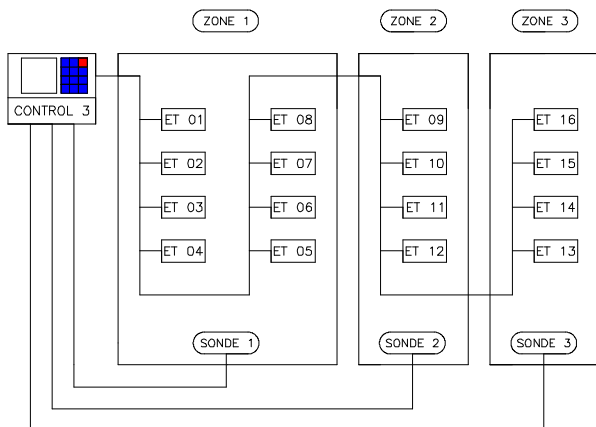 ZONE 1
ZONE 2
ZONE 3
CONTROL 3
ET 01
ET 08
ET 09
ET 16
ET 02
ET 07
ET 10
ET 15
ET 03
ET 06
ET 11
ET 14
ET 04
ET 05
ET 12
ET 13
SONDE 1
SONDE 2
SONDE 3